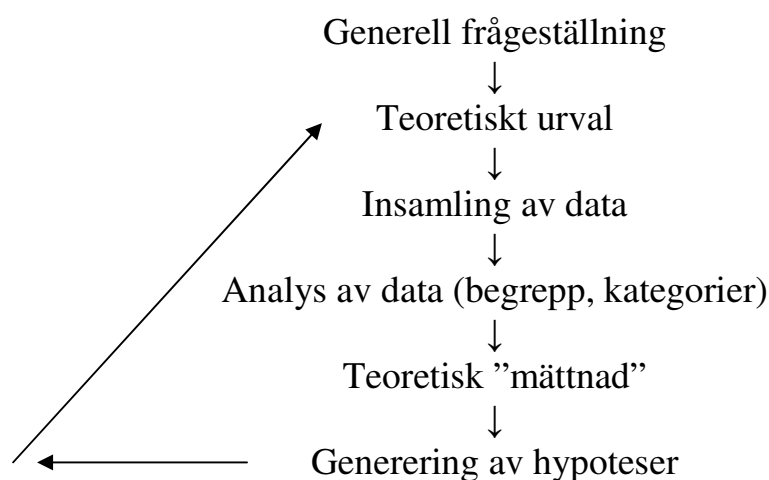 Generell frågeställning
↓
Teoretiskt urval
↓
Insamling av data
↓
Analys av data (begrepp, kategorier)
↓
Teoretisk ”mättnad”
↓
Generering av hypoteser